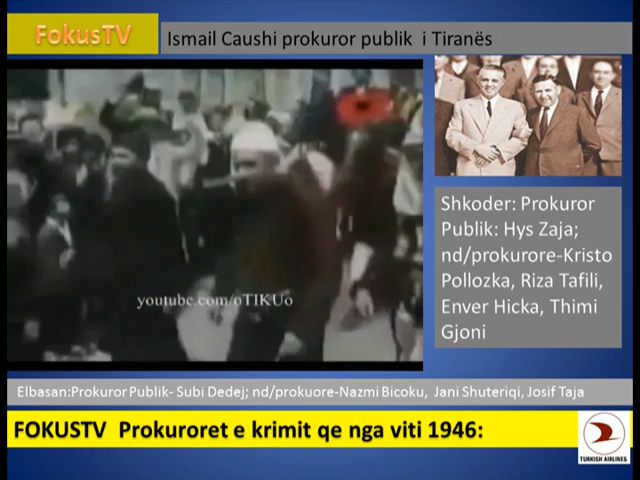 FokusTV
Ismail Caushi prokuror publik i Tiranës
youtube.com/oTIKUo
Shkoder: Prokuror
Publik: Hys Zaja;
nd/prokurore-Kristo
Pollozka, Riza Tafili,
Enver Hicka, Thimi
Gjoni
Elbasan:Prokuror Publik- Subi Dedej; nd/prokuore-Nazmi Bicoku, Jani Shuteriqi, Josif Taja
FOKUSTV Prokuroret e krimit qe nga viti 1946:
TURKISH AIRLINES